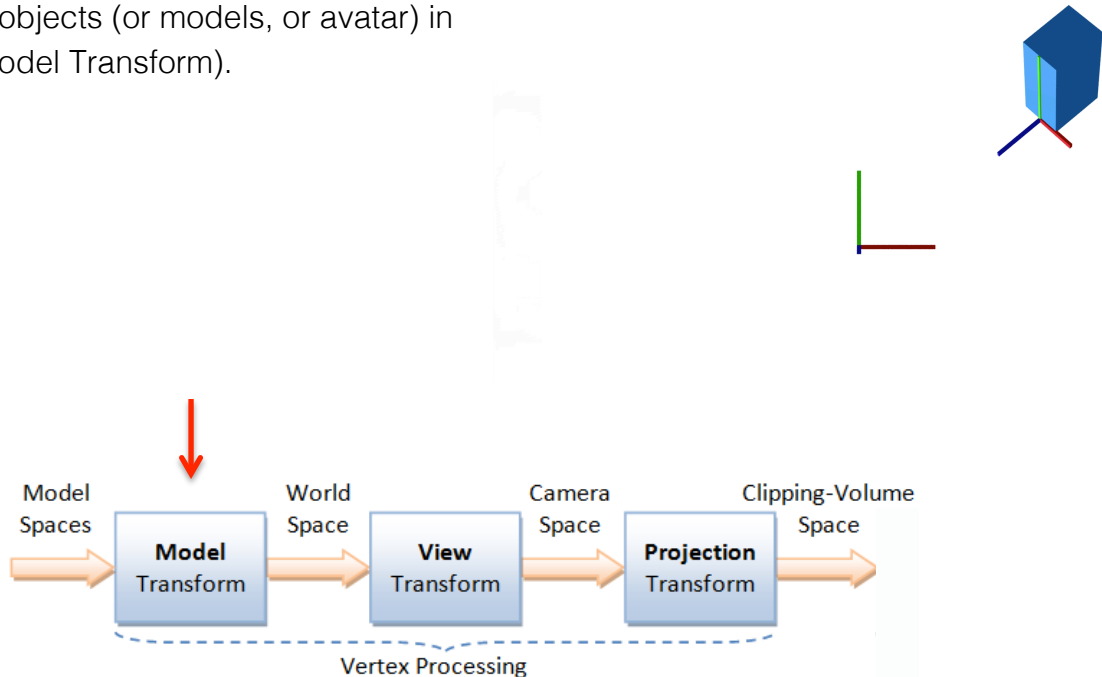 objects (or models, or avatar) in
odel Transform).
Model
Spaces
World
Space
Camera
Space
Clipping-Volume
Space
Model
Transform
View
Transform
Projection
Transform
Vertex Processing